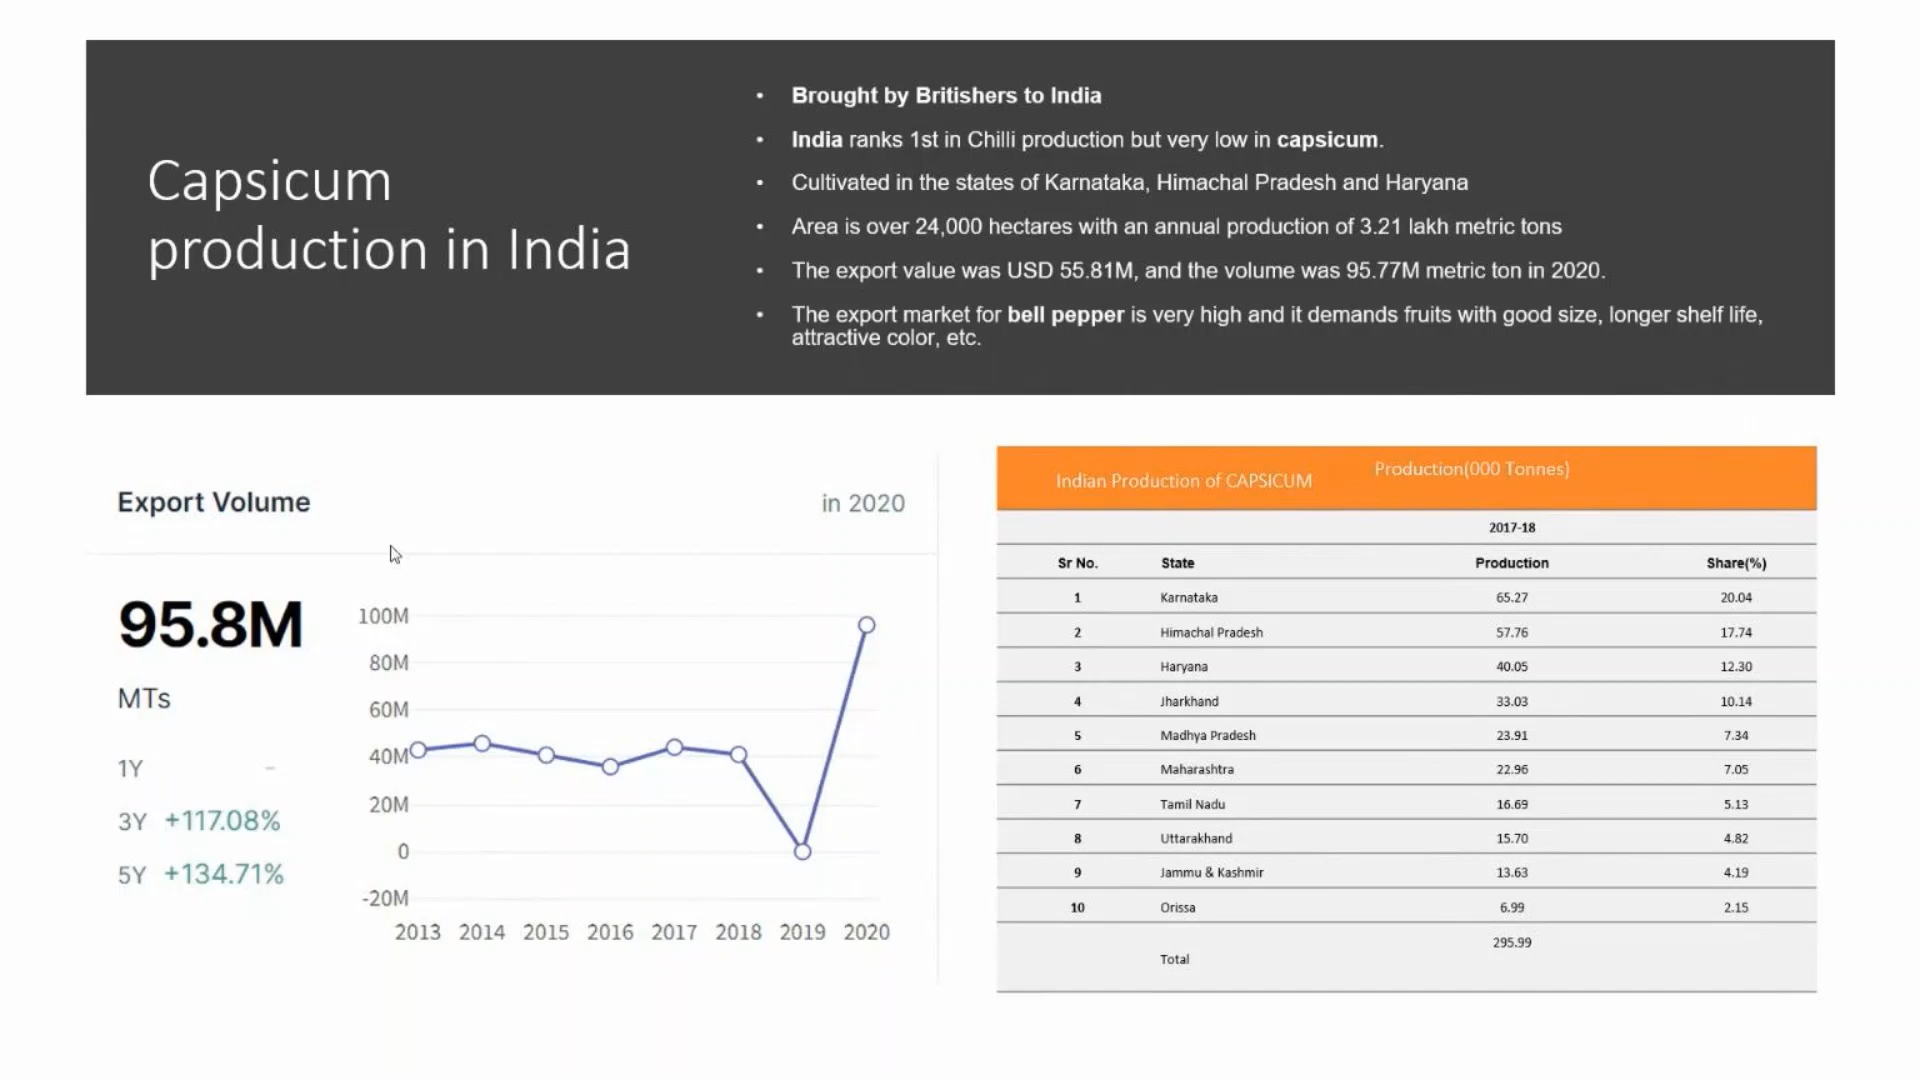 Capsicum
production in India
• Brought by Britishers to India
• India ranks 1st in Chilli production but very low in capsicum.
• Cultivated in the states of Karnataka, Himachal Pradesh and Haryana
• Area is over 24,000 hectares with an annual production of 3.21 lakh metric tons
• The export value was USD 55.81M, and the volume was 95.77M metric ton in 2020.
• The export market for bell pepper is very high and it demands fruits with good size, longer shelf life,
attractive color, etc.
Export Volume in 2020
95.8M
MTs
1Y -
3Y +117.08%
5Y +134.71%
100M
80M
60M
40M
20M
0
-20M
2013 2014 2015 2016 2017 2018 2019 2020
Indian Production of CAPSICUM Production(000 Tonnes)
2017-18
Sr No. State Production Share(%)
1 Karnataka 65.27 20.04
2 Himachal Pradesh 57.76 17.74
3 Haryana 40.05 12.30
4 Jharkhand 33.03 10.14
5 Madhya Pradesh 23.91 7.34
6 Maharashtra 22.96 7.05
7 Tamil Nadu 16.69 5.13
8 Uttarakhand 15.70 4.82
9 Jammu & Kashmir 13.63 4.19
10 Orissa 6.99 2.15
Total 295.99